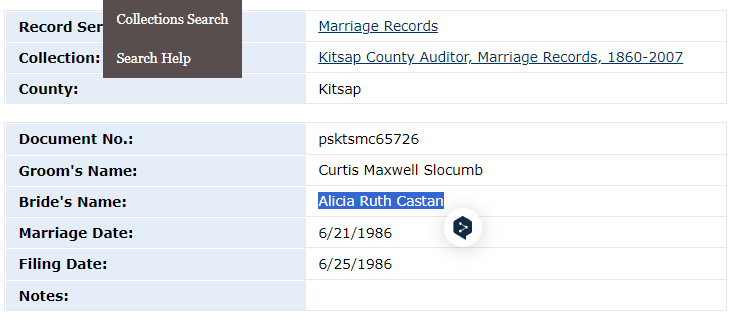 Collections Search
Search Help
Record Ser
Marriage Records
Collection:
Kitsap County Auditor, Marriage Records, 1860-2007
County:
Kitsap
Document No.:
psktsmc65726
Groom's Name:
Curtis Maxwell Slocumb
Bride's Name:
Alicia Ruth Castan
Marriage Date:
6/21/1986
Filing Date:
6/25/1986
Notes: